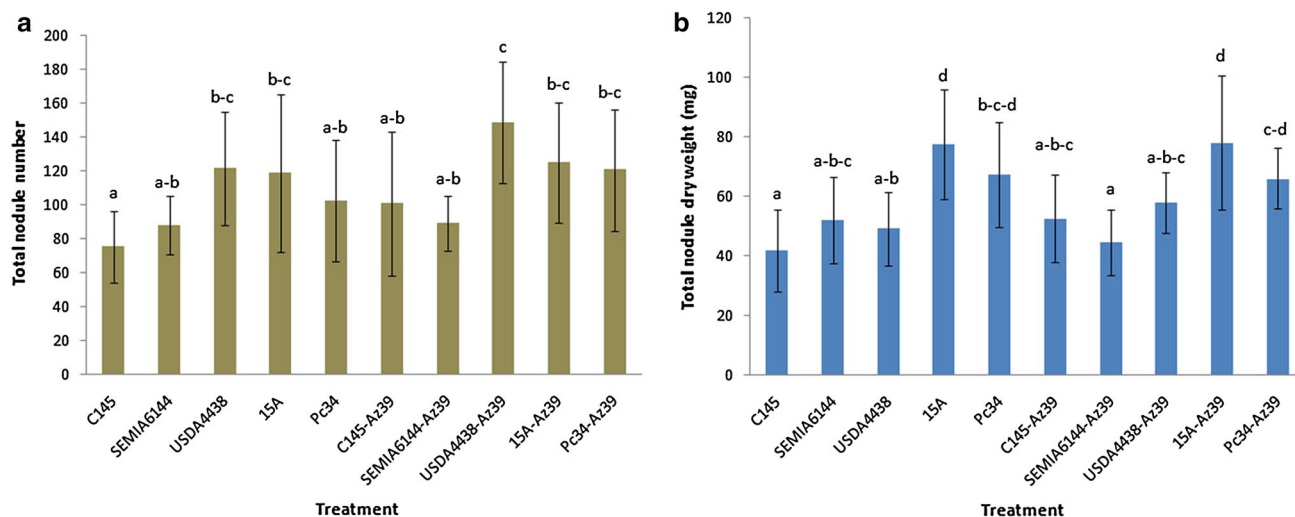 a
Total nodule number
200
180
160
140
120
100
80
60
40
20
0
a
a-b
b-c
b-c
a-b
a-b
a-b
c
b-c
b-c
C145
SEMIA6144
USDA4438
15A
Pc34
C145-Az39
SEMIA6144-Az39
USDA4438-Az39
15A-Az39
Pc34-Az39
Treatment
b
Total nodule dry weight (mg)
120
100
80
60
40
20
0
a
a-b-c
a-b
d
b-c-d
a-b-c
a
a-b-c
d
c-d
C145
SEMIA6144
USDA4438
15A
Pc34
C145-Az39
SEMIA6144-Az39
USDA4438-Az39
15A-Az39
Pc34-Az39
Treatment